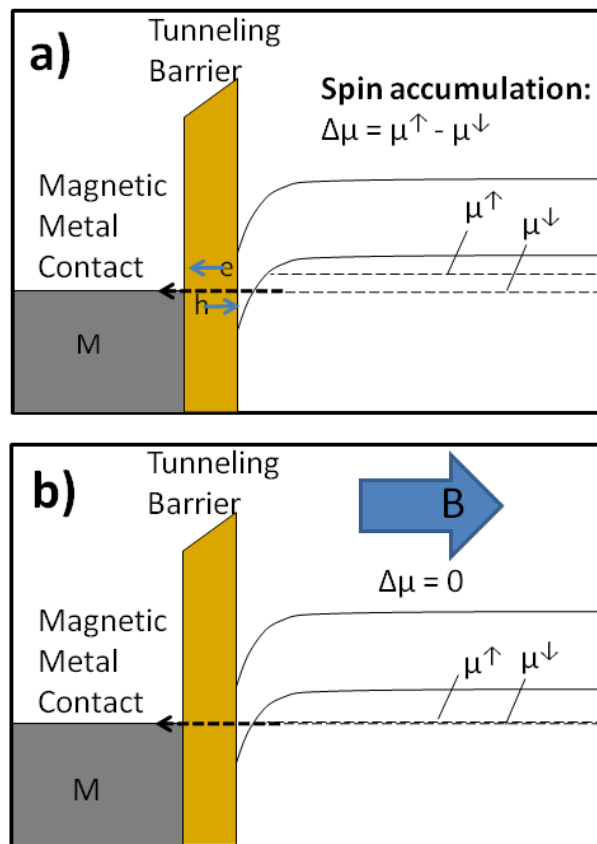 a)
Tunneling
Barrier
Spin accumulation:
Δμ = μ↑ - μ↓
Magnetic
Metal
Contact
μ↑
μ↓
e
h
M
b)
Tunneling
Barrier
B
Δμ = 0
Magnetic
Metal
Contact
μ↑
μ↓
M